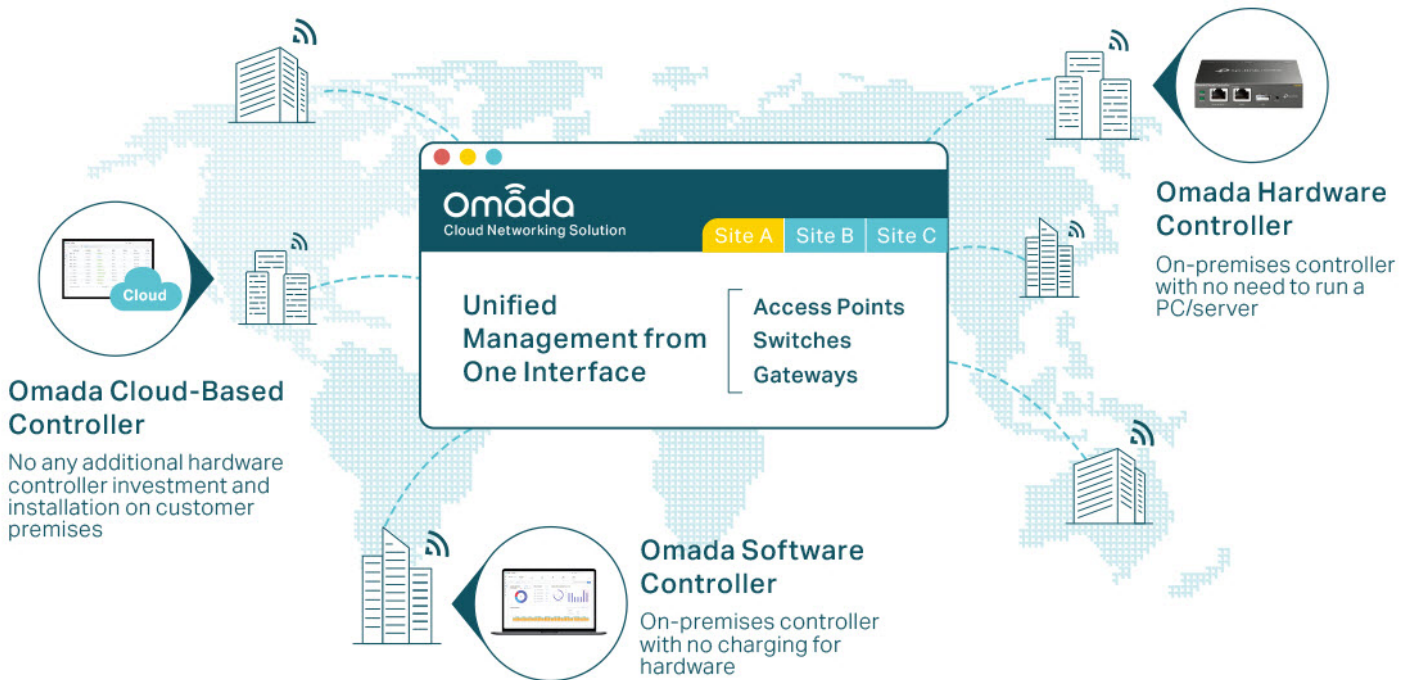 Omada
Cloud Networking Solution
Site A
Site B
Site C
Unified
Management from
One Interface
Access Points
Switches
Gateways
Omada Hardware
Controller
On-premises controller
with no need to run a
PC/server
Cloud
Omada Cloud-Based
Controller
No any additional hardware
controller investment and
installation on customer
premises
Omada Software
Controller
On-premises controller
with no charging for
hardware